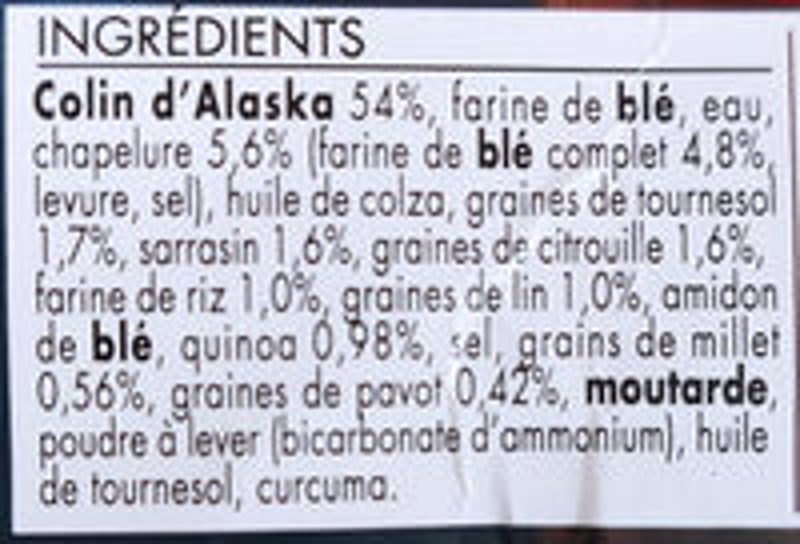 INGRÉDIENTS
Colin d'Alaska 54%, farine de blé, eau,
chapelure 5,6% (farine de blé complet 4,8%,
levure, sel), huile de colza, graines de tournesol
1,7%, sarrasin 1,6%, graines de citrouille 1,6%,
farine de riz 1,0%, graines de lin 1,0%, amidon
de blé, quinoa 0,98%, sel, grains de millet
0,56%, graines de pavot 0,42%, moutarde,
poudre à lever (bicarbonate d'ammonium), huile
de tournesol, curcuma.